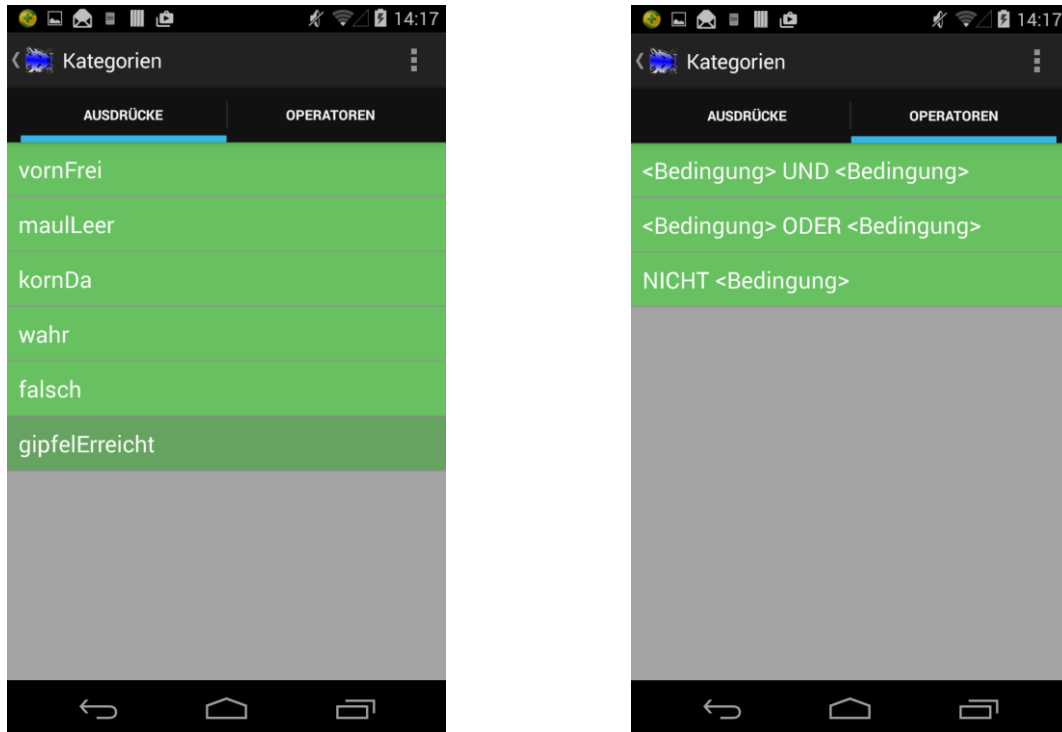 14:17
Kategorien
AUSDRÜCKE OPERATOREN
vornFrei
maulLeer
kornDa
wahr
falsch
gipfelErreicht
14:17
Kategorien
AUSDRÜCKE OPERATOREN
<Bedingung> UND <Bedingung>
<Bedingung> ODER <Bedingung>
NICHT <Bedingung>